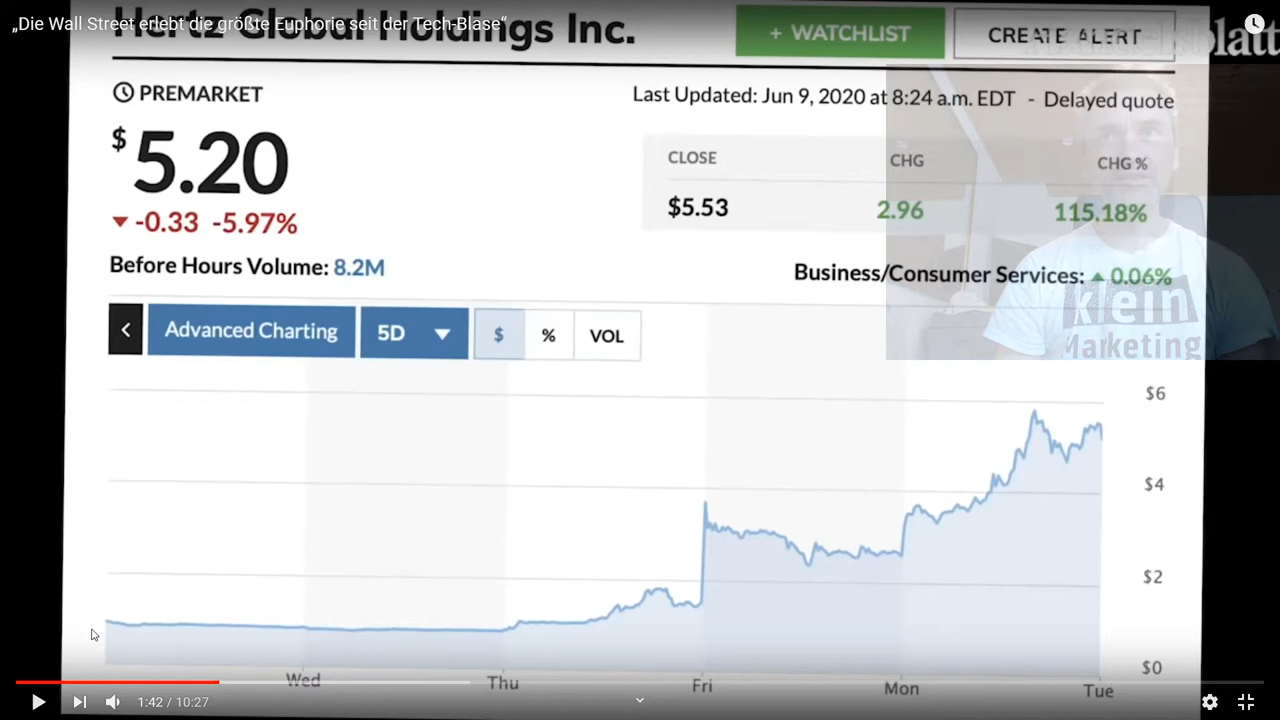 „Die Wall Street erlebt die größte Euphorie seit der Tech-Blase“
Hertz Global Holdings Inc.
+ WATCHLIST
CREATE ALERT
PREMARKET
Last Updated: Jun 9, 2020 at 8:24 a.m. EDT - Delayed quote
$5.20
-0.33 -5.97%
CLOSE CHG CHG %
$5.53 2.96 115.18%
Before Hours Volume: 8.2M
Business/Consumer Services: 0.06%
klein
Marketing
Advanced Charting 5D $ % VOL
$6
$4
$2
$0
Wed Thu Fri Mon Tue
1:42 / 10:27